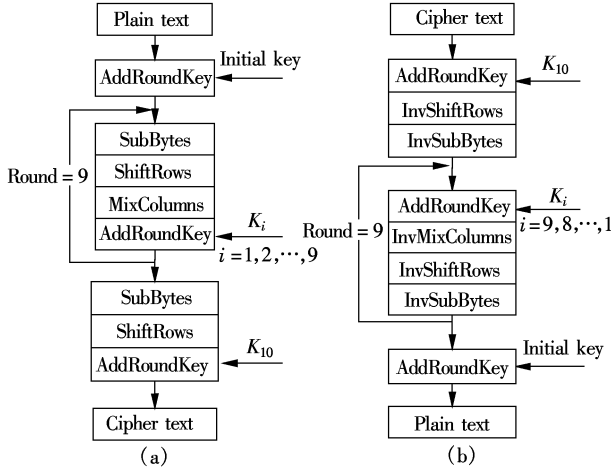 Plain text
AddRoundKey
Initial key
SubBytes
ShiftRows
MixColumns
AddRoundKey
Round = 9
K_i
i=1,2,⋯,9
SubBytes
ShiftRows
AddRoundKey
K_10
Cipher text
(a)
Cipher text
AddRoundKey
K_10
InvShiftRows
InvSubBytes
AddRoundKey
InvMixColumns
InvShiftRows
InvSubBytes
Round = 9
K_i
i=9,8,⋯,1
AddRoundKey
Initial key
Plain text
(b)